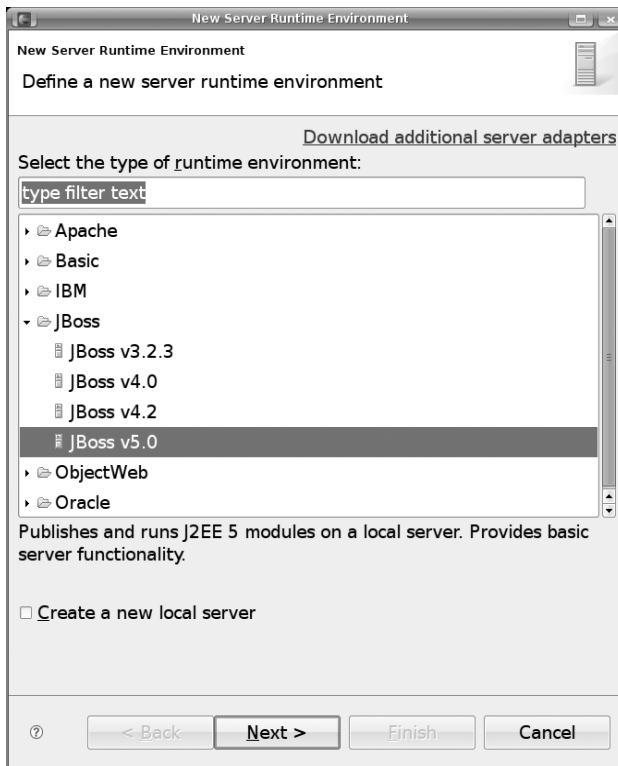 New Server Runtime Environment
New Server Runtime Environment
Define a new server runtime environment
Download additional server adapters
Select the type of runtime environment:
type filter text
Apache
Basic
IBM
JBoss
JBoss v3.2.3
JBoss v4.0
JBoss v4.2
JBoss v5.0
ObjectWeb
Oracle
Publishes and runs J2EE 5 modules on a local server. Provides basic
server functionality.
Create a new local server
? < Back Next > Finish Cancel